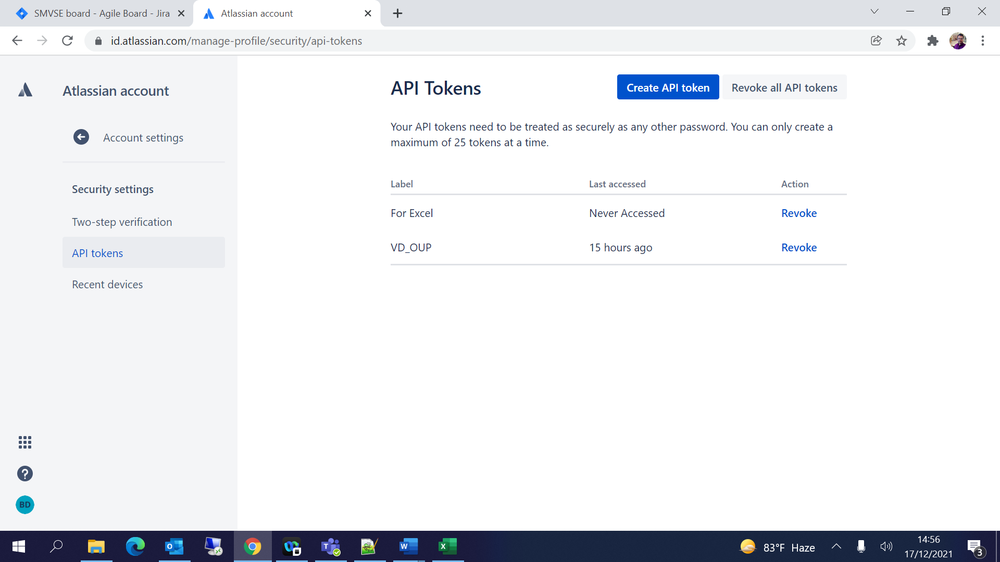 SMVSE board - Agile Board - Jira
Atlassian account
id.atlassian.com/manage-profile/security/api-tokens
Atlassian account
Account settings
Security settings
Two-step verification
API tokens
Recent devices
BD
API Tokens
Create API token
Revoke all API tokens
Your API tokens need to be treated as securely as any other password. You can only create a
maximum of 25 tokens at a time.
Label Last accessed Action
For Excel Never Accessed Revoke
VD_OUP 15 hours ago Revoke
83°F Haze
14:56
17/12/2021
3